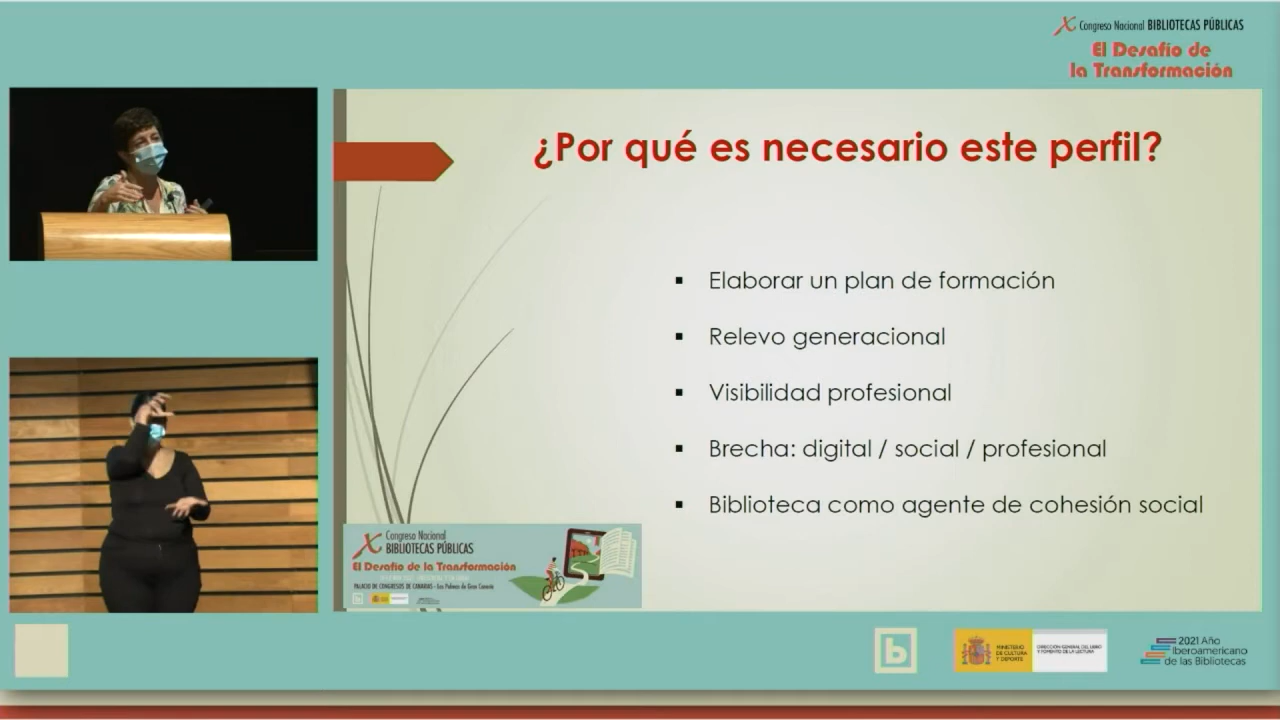 X Congreso Nacional BIBLIOTECAS PÚBLICAS
El Desafío de
la Transformación
¿Por qué es necesario este perfil?
Elaborar un plan de formación
Relevo generacional
Visibilidad profesional
Brecha: digital / social / profesional
Biblioteca como agente de cohesión social
X Congreso Nacional
BIBLIOTECAS PÚBLICAS
El Desafío de la Transformación
PALACIO DE CONGRESOS DE CANARIAS - Las Palmas de Gran Canaria
b
MINISTERIO
DE CULTURA
Y DEPORTE
DIRECCIÓN GENERAL DEL LIBRO
Y FOMENTO DE LA LECTURA
2021 Año
Iberoamericano
de las Bibliotecas